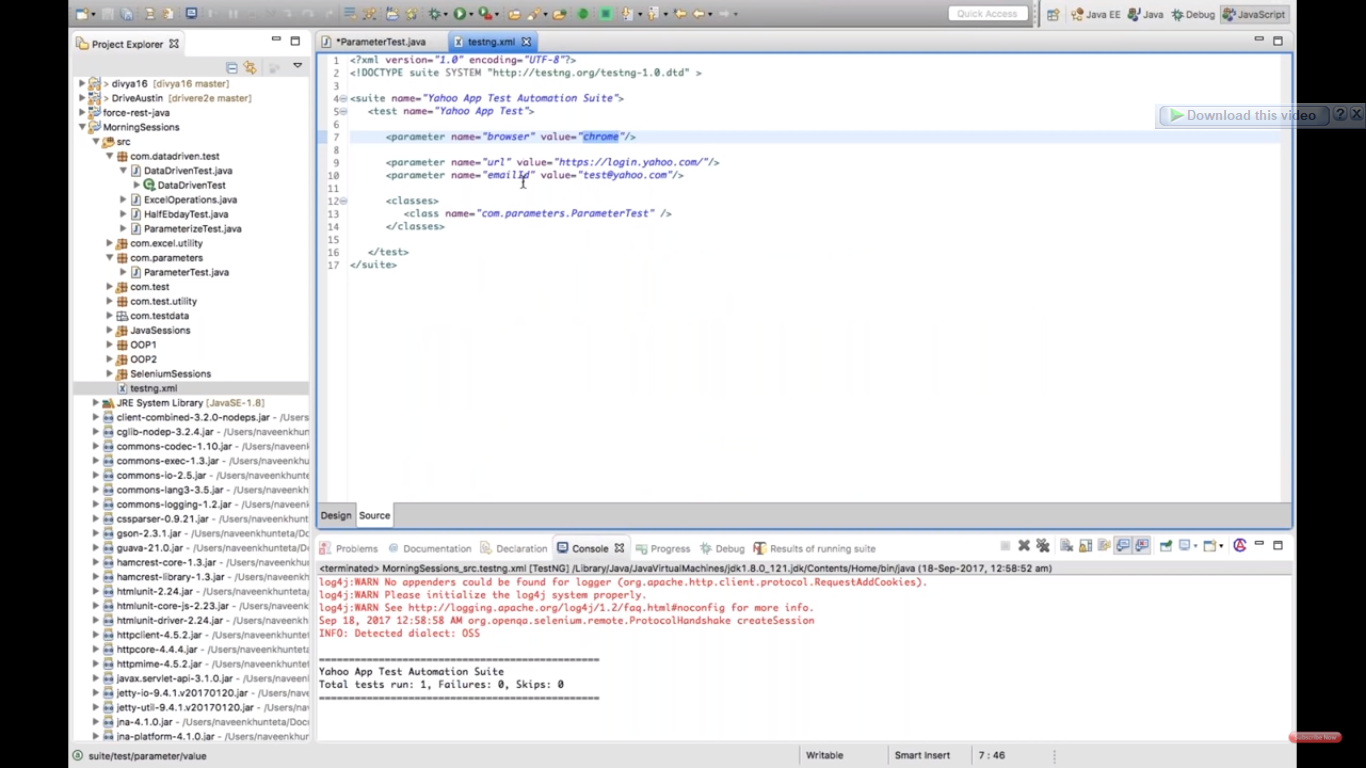 Quick Access
Java EE
Java
Debug
JavaScript
Project Explorer
*ParameterTest.java
testng.xml
> divya16 [divya16 master]
> DriveAustin (drivere2e master]
force-rest-java
MorningSessions
src
com.datadriven.test
DataDrivenTest.java
DataDrivenTest
ExcelOperations.java
HalfEbdayTest.java
ParameterizeTest.java
com.excel.utility
com.parameters
ParameterTest.java
com.test
com.test.utility
com.testdata
JavaSessions
OOP1
OOP2
SeleniumSessions
testng.xml
JRE System Library [JavaSE-1.8]
client-combined-3.2.0-nodeps.jar - /Users
cglib-nodep-3.2.4.jar - /Users/naveenkhunt
commons-codec-1.10.jar - /Users/naveenkh
commons-exec-1.3.jar - /Users/naveenkhu
commons-io-2.5.jar - /Users/naveenkhunte
commons-lang3-3.5.jar - /Users/naveenkh
commons-logging-1.2.jar - /Users/naveenk
cssparser-0.9.21.jar - /Users/naveenkhunt
gson-2.3.1.jar - /Users/naveenkhunteta/Do
guava-21.0.jar - /Users/naveenkhunteta/D
hamcrest-core-1.3.jar - /Users/naveenkhu
hamcrest-library-1.3.jar - /Users/naveenkh
htmlunit-2.24.jar - /Users/naveenkhunteta
htmlunit-core-js-2.23.jar - /Users/naveenk
htmlunit-driver-2.24.jar - /Users/naveenkh
httpclient-4.5.2.jar - /Users/naveenkhunte
httpcore-4.4.4.jar - /Users/naveenkhuntet
httpmime-4.5.2.jar - /Users/naveenkhunte
javax.servlet-api-3.1.0.jar - /Users/naveen
jetty-io-9.4.1.v20170120.jar - /Users/navee
jetty-util-9.4.1.v20170120.jar - /Users/nave
jna-4.1.0.jar - /Users/naveenkhunteta/Doc
jna-platform-4.1.0.jar - /Users/naveenkhun
1 <?xml version="1.0" encoding="UTF-8"?>
2 <!DOCTYPE suite SYSTEM "http://testng.org/testng-1.0.dtd" >
3
4 <suite name="Yahoo App Test Automation Suite">
5 <test name="Yahoo App Test">
6
7 <parameter name="browser" value="chrome"/>
8
9 <parameter name="url" value="https://login.yahoo.com/"/>
10 <parameter name="emailId" value="test@yahoo.com"/>
11
12 <classes>
13 <class name="com.parameters.ParameterTest" />
14 </classes>
15
16 </test>
17 </suite>
Download this video ? X
Design
Source
Problems
Documentation
Declaration
Console
Progress
Debug
Results of running suite
<terminated> MorningSessions_src.testng.xml [TestNG] /Library/Java/JavaVirtualMachines/jdk1.8.0_121.jdk/Contents/Home/bin/java (18-Sep-2017, 12:58:52 am)
log4j:WARN No appenders could be found for logger (org.apache.http.client.protocol.RequestAddCookies).
log4j:WARN Please initialize the log4j system properly.
log4j:WARN See http://logging.apache.org/log4j/1.2/faq.html#noconfig for more info.
Sep 18, 2017 12:58:58 AM org.openqa.selenium.remote.ProtocolHandshake createSession
INFO: Detected dialect: OSS
===============================================
Yahoo App Test Automation Suite
Total tests run: 1, Failures: 0, Skips: 0
===============================================
Subscribe Now
suite/test/parameter/value
Writable
Smart Insert
7 : 46